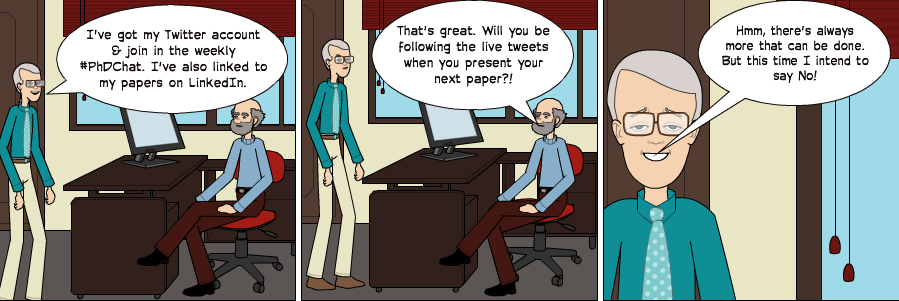 I've got my Twitter account
& join in the weekly
#PhDChat. I've also linked to
my papers on LinkedIn.
That's great. Will you be
following the live tweets
when you present your
next paper?!
Hmm, there's always
more that can be done.
But this time I intend to
say No!